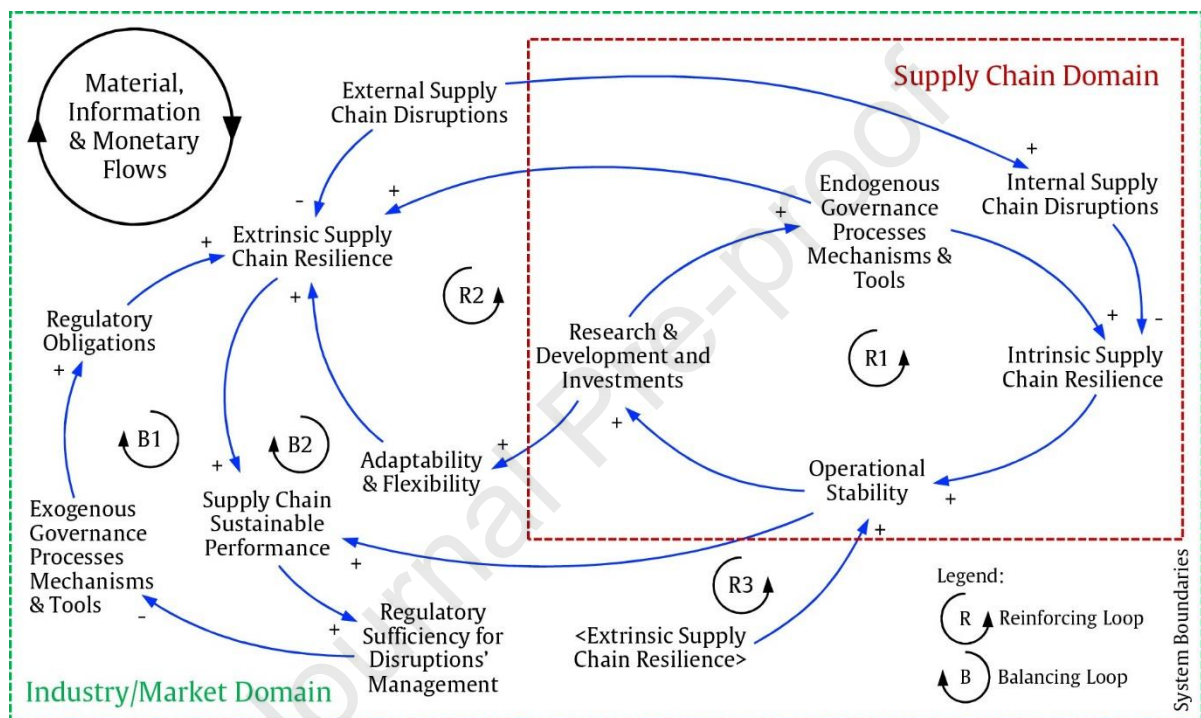 Material,
Information
& Monetary
Flows
External Supply
Chain Disruptions
Supply Chain Domain
+
Internal Supply
Chain Disruptions
-
+
Endogenous
Governance
Processes
Mechanisms &
Tools
+
+
Extrinsic Supply
Chain Resilience
+
R2
Regulatory
Obligations
+
Research &
Development and
Investments
+
R1
+
-
Intrinsic Supply
Chain Resilience
B1
B2
+
Adaptability
& Flexibility
+
Operational
Stability
+
+
Exogenous
Governance
Processes
Mechanisms
& Tools
-
Supply Chain
Sustainable
Performance
+
+
Regulatory
Sufficiency for
Disruptions'
Management
R3
<Extrinsic Supply
Chain Resilience>
Legend:
R Reinforcing Loop
B Balancing Loop
System Boundaries
Industry/Market Domain
Journal Pre-proof